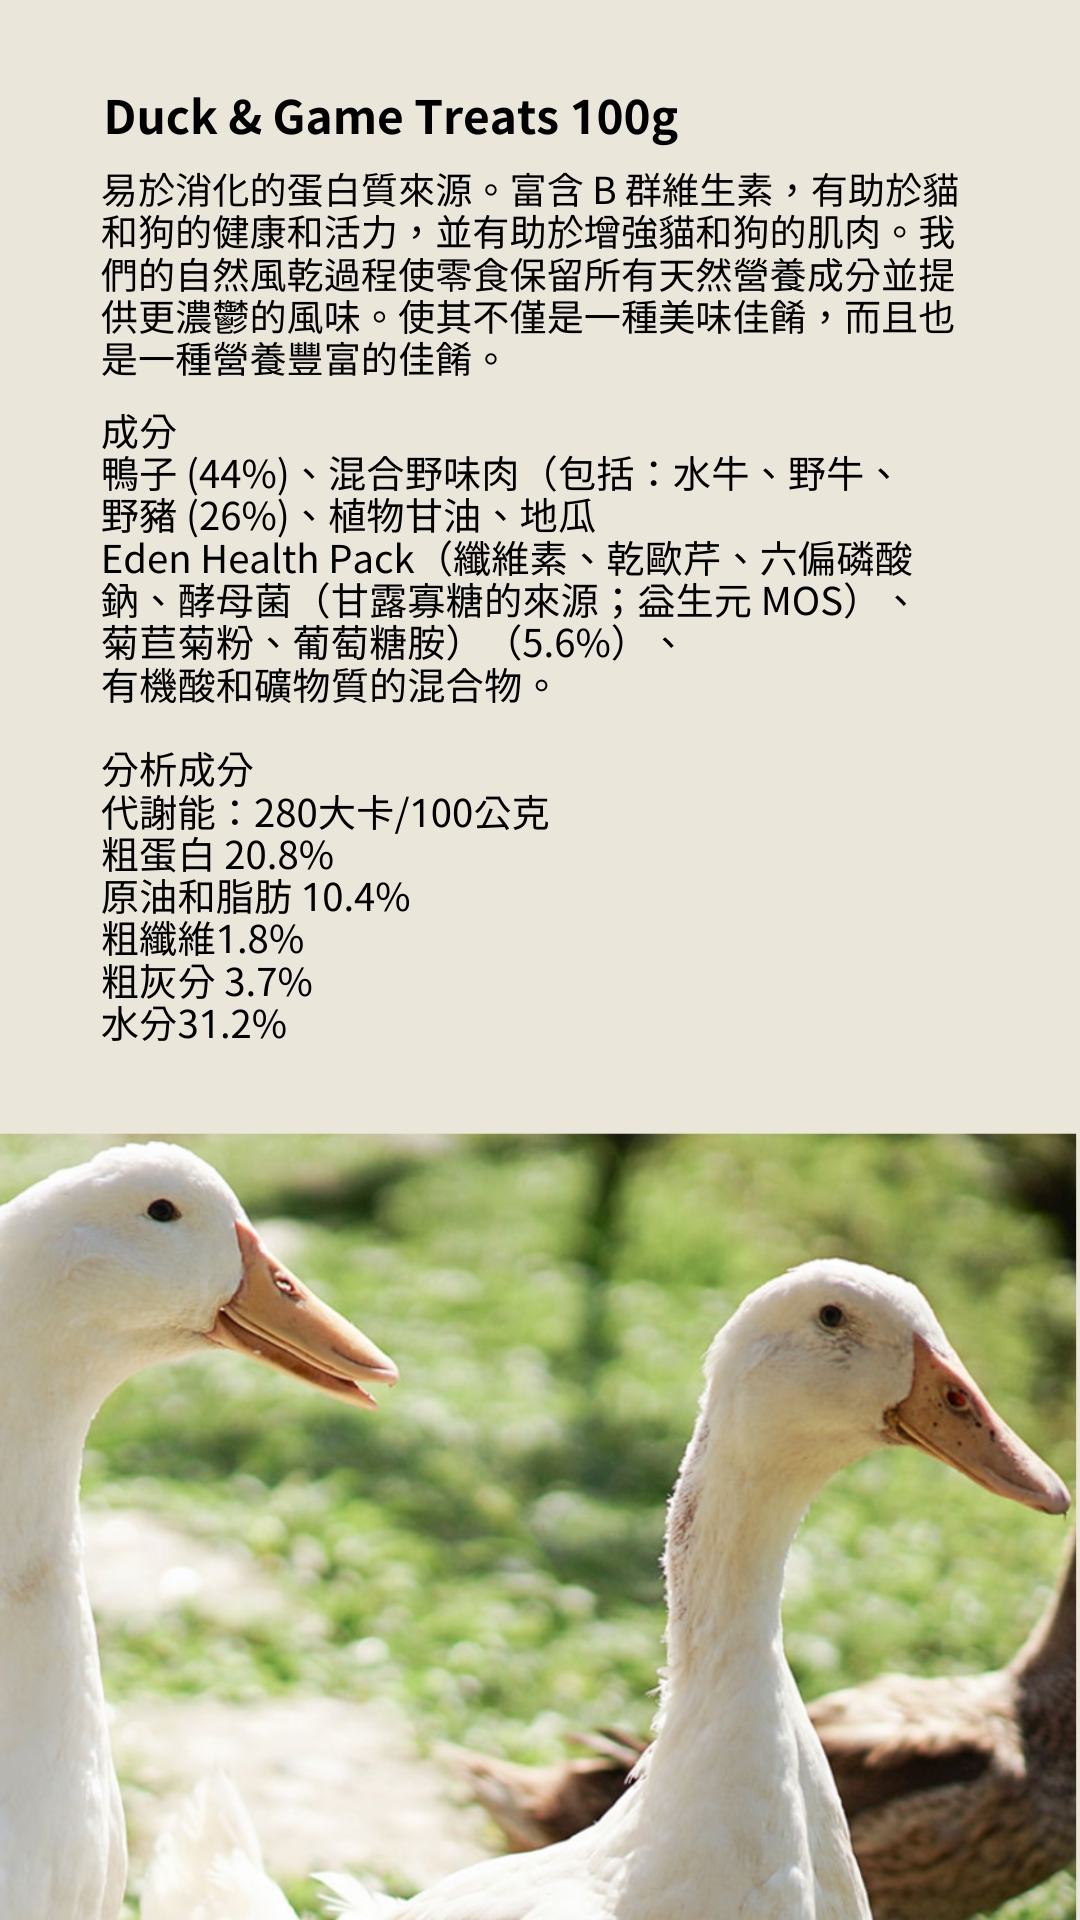 Duck & Game Treats 100g
易於消化的蛋白質來源。富含 B 群維生素，有助於貓
和狗的健康和活力，並有助於增強貓和狗的肌肉。我
們的自然風乾過程使零食保留所有天然營養成分並提
供更濃鬱的風味。使其不僅是一種美味佳餚，而且也
是一種營養豐富的佳餚。
成分
鴨子 (44%)、混合野味肉（包括：水牛、野牛、
野豬 (26%)、植物甘油、地瓜
Eden Health Pack（纖維素、乾歐芹、六偏磷酸
鈉、酵母菌（甘露寡糖的來源；益生元 MOS）、
菊苣菊粉、葡萄糖胺）（5.6%）、
有機酸和礦物質的混合物。
分析成分
代謝能：280大卡/100公克
粗蛋白 20.8%
原油和脂肪 10.4%
粗纖維1.8%
粗灰分 3.7%
水分31.2%